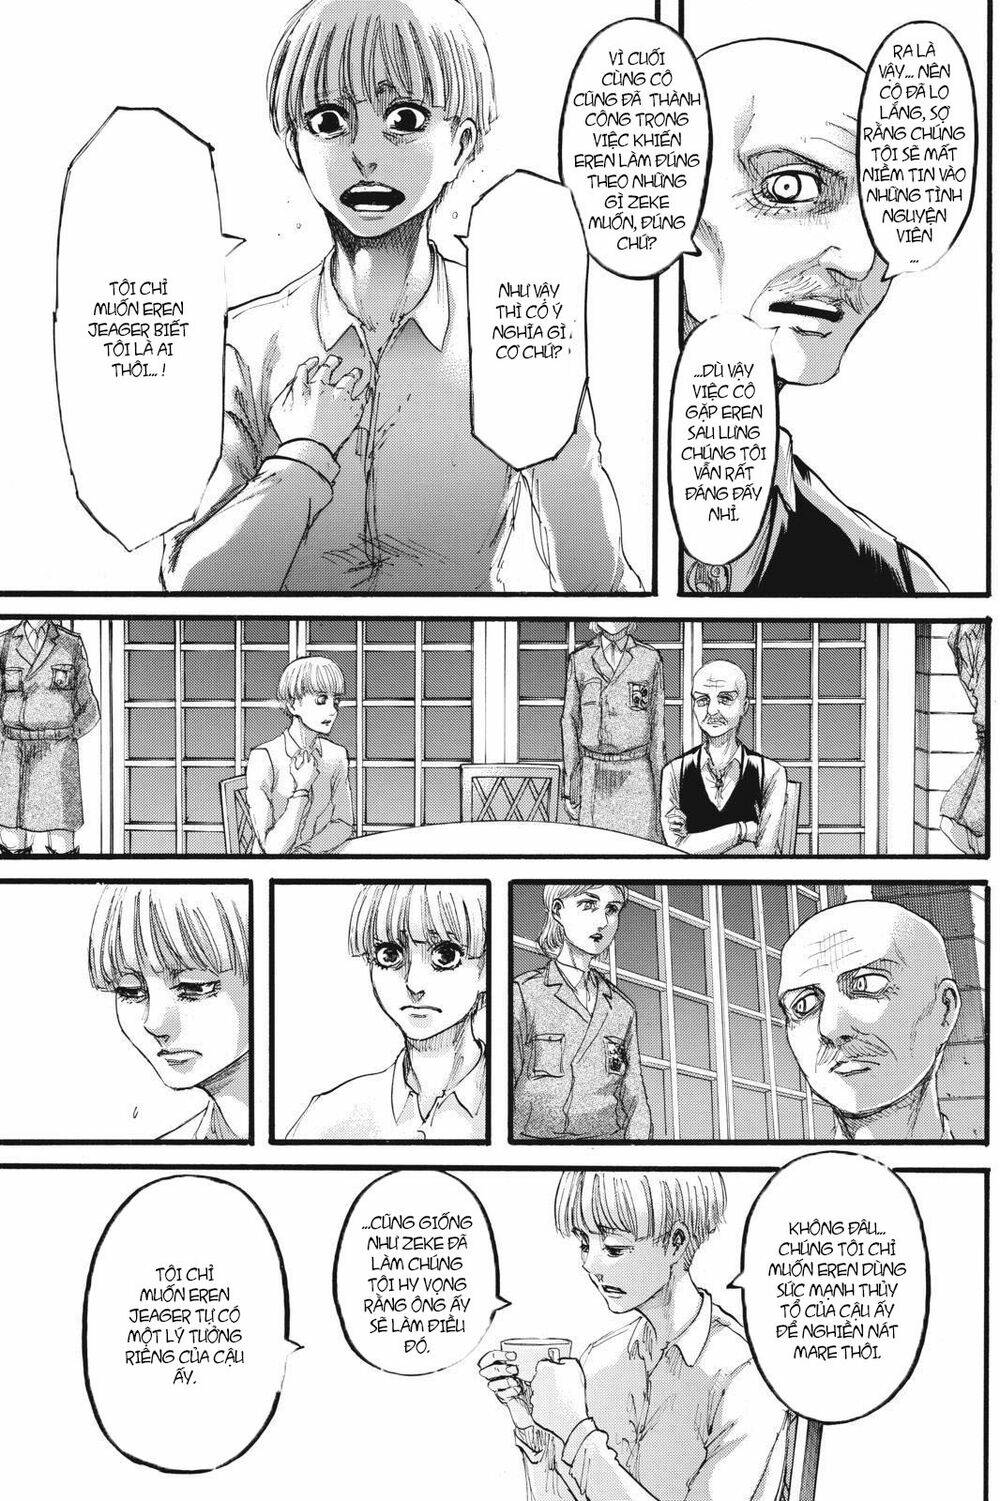 RA LÀ
VẬY... NÊN
CÔ ĐÃ LO
LẮNG, SỢ
RẰNG CHÚNG
TÔI SẼ MẤT
NIỀM TIN VÀO
NHỮNG TÌNH
NGUYỆN
VIÊN
...
...DÙ VẬY
VIỆC CÔ
GẶP EREN
SAU LƯNG
CHÚNG TÔI
VẪN RẤT
ĐÁNG ĐẤY
NHỈ.
VÌ CUỐI
CÙNG CÔ
CŨNG ĐÃ THÀNH
CÔNG TRONG
VIỆC KHIẾN
EREN LÀM ĐÚNG
THEO NHỮNG
GÌ ZEKE
MUỐN, ĐÚNG
CHỨ?
NHƯ VẬY
THÌ CÓ Ý
NGHĨA GÌ
CƠ CHỨ?
TÔI CHỈ
MUỐN EREN
JEAGER BIẾT
TÔI LÀ AI
THÔI... !
KHÔNG ĐÂU...
CHÚNG TÔI CHỈ
MUỐN EREN DÙNG
SỨC MẠNH THỦY
TỔ CỦA CẬU ẤY
ĐỂ NGHIỀN NÁT
MARE THÔI.
...CŨNG GIỐNG
NHƯ ZEKE ĐÃ
LÀM CHÚNG
TÔI HY VỌNG
RẰNG ÔNG ẤY
SẼ LÀM ĐIỀU
ĐÓ.
TÔI CHỈ
MUỐN EREN
JEAGER TỰ CÓ
MỘT LÝ TƯỞNG
RIÊNG CỦA CẬU
ẤY.